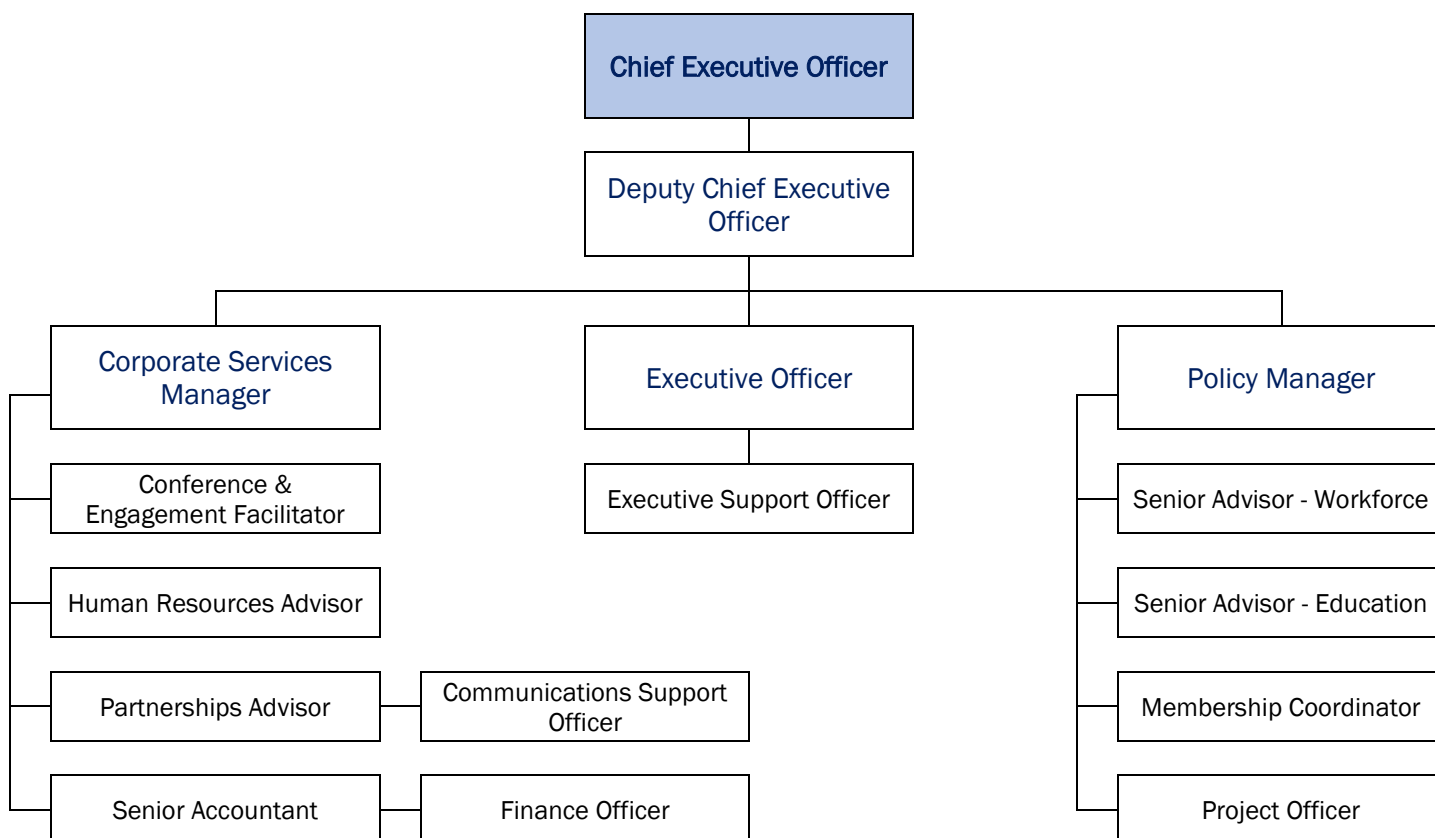 Chief Executive Officer
Deputy Chief Executive
Officer
Corporate Services
Manager
Executive Officer
Policy Manager
Conference &
Engagement Facilitator
Executive Support Officer
Senior Advisor - Workforce
Human Resources Advisor
Senior Advisor - Education
Partnerships Advisor
Communications Support
Officer
Membership Coordinator
Senior Accountant
Finance Officer
Project Officer